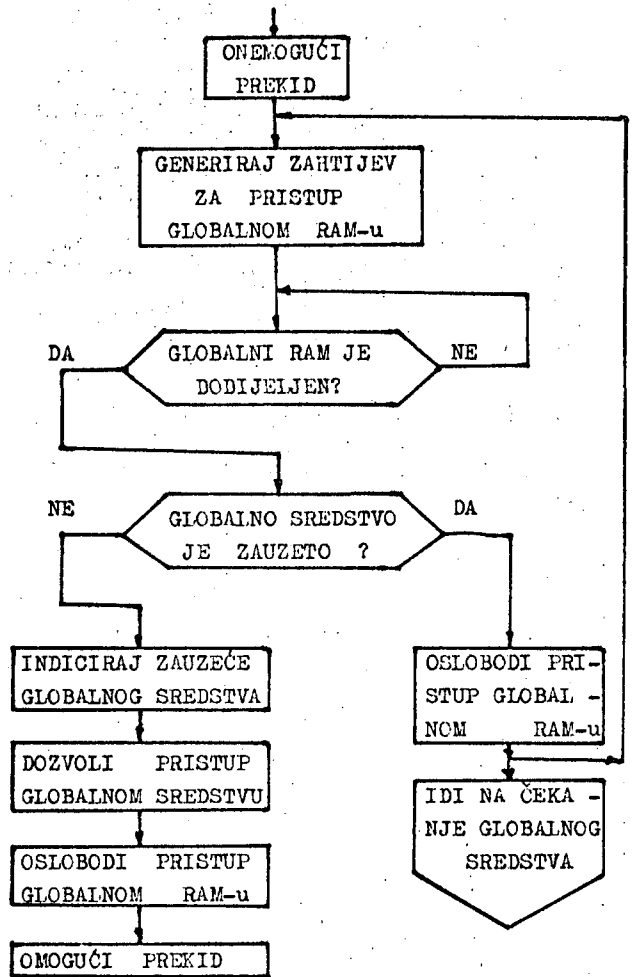 ONEMOGUĆI
PREKID
GENERIRAJ ZAHTIJEV
ZA PRISTUP
GLOBALNOM RAM-u
DA
GLOBALNI RAM JE
DODIJELJEN?
NE
NE
GLOBALNO SREDSTVO
JE ZAUZETO ?
DA
INDICIRAJ ZAUZEĆE
GLOBALNOG SREDSTVA
DOZVOLI PRISTUP
GLOBALNOM SREDSTVU
OSLOBODI PRISTUP
GLOBALNOM RAM-u
OMOGUĆI PREKID
OSLOBODI PRI-
STUP GLOBAL -
NOM RAM-u
IDI NA ČEKA -
NJE GLOBALNOG
SREDSTVA